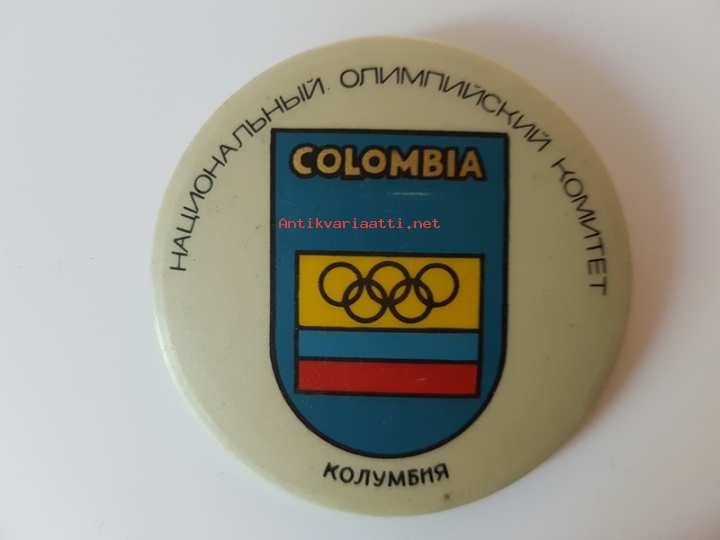 НАЦИОНАЛЬНЫЙ ОЛИМПИЙСКИЙ КОМИТЕТ
COLOMBIA
Antikvariaatti.net
КОЛУМБИЯ